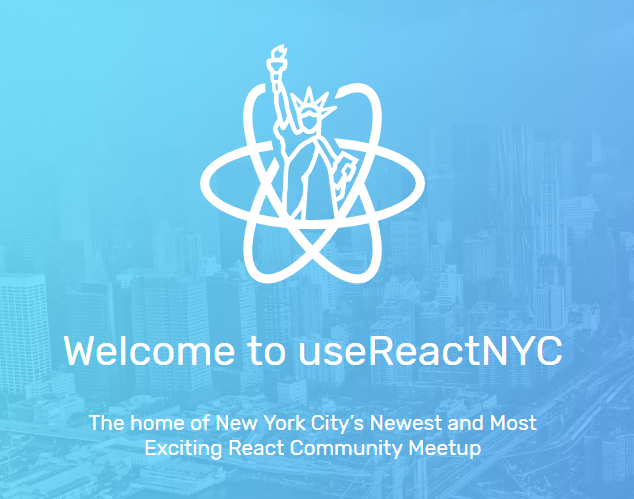 Welcome to useReactNYC
The home of New York City’s Newest and Most
Exciting React Community Meetup